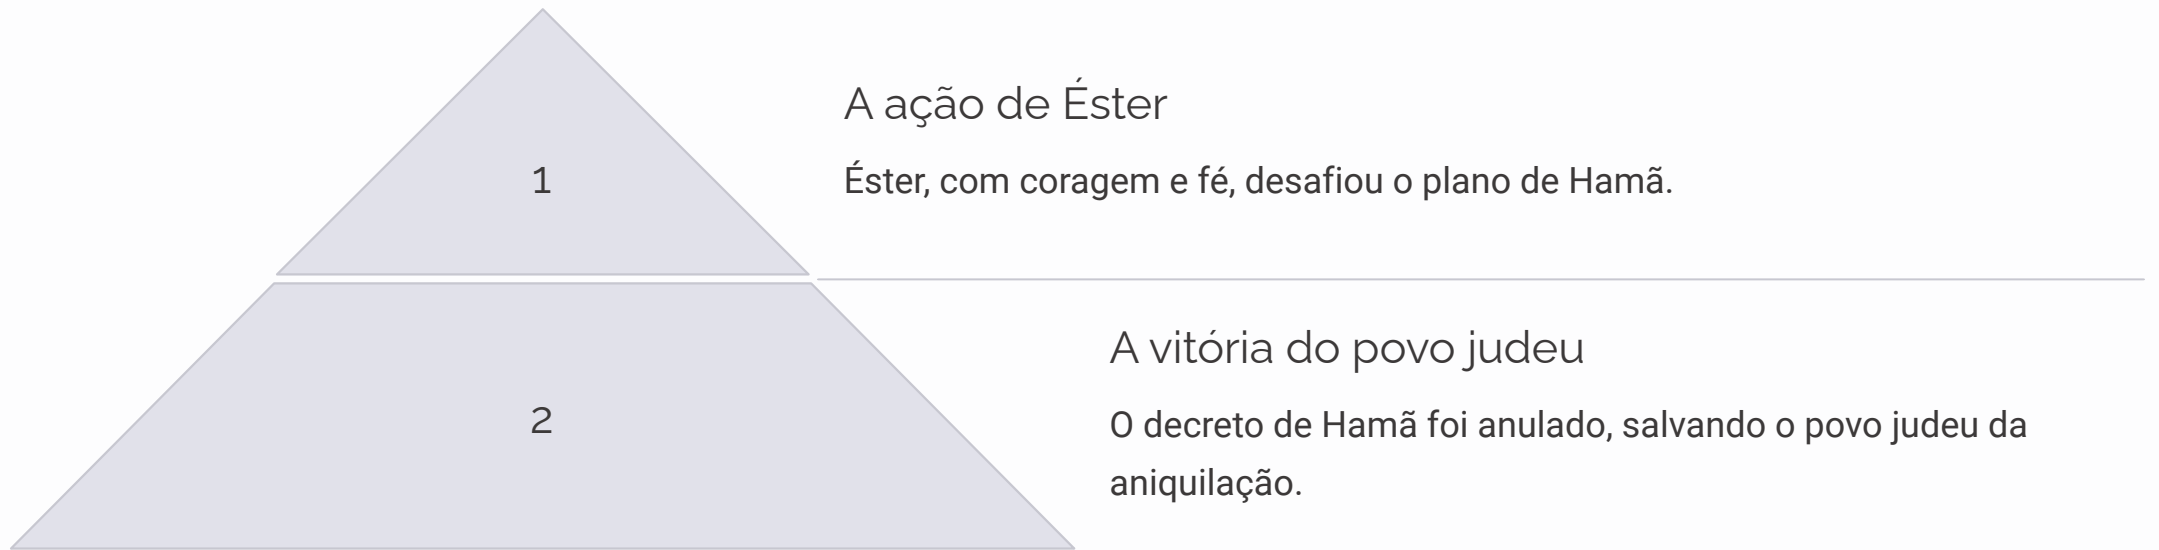 1
A ação de Éster
Éster, com coragem e fé, desafiou o plano de Hamã.
2
A vitória do povo judeu
O decreto de Hamã foi anulado, salvando o povo judeu da
aniquilação.